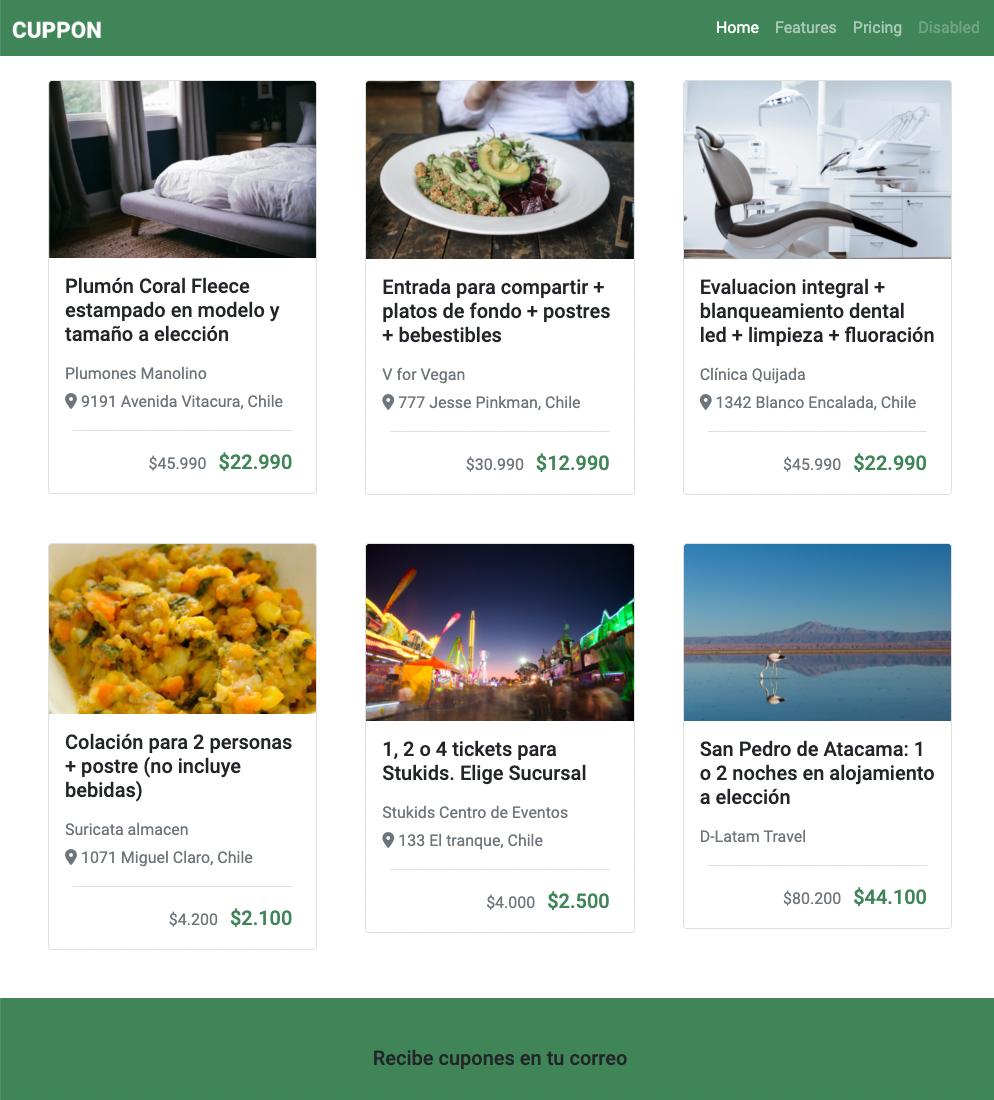 CUPPON
Home Features Pricing Disabled
Plumón Coral Fleece
estampado en modelo y
tamaño a elección
Plumones Manolino
9191 Avenida Vitacura, Chile
$45.990 $22.990
Entrada para compartir +
platos de fondo + postres
+ bebestibles
V for Vegan
777 Jesse Pinkman, Chile
$30.990 $12.990
Evaluacion integral +
blanqueamiento dental
led + limpieza + fluoración
Clínica Quijada
1342 Blanco Encalada, Chile
$45.990 $22.990
Colación para 2 personas
+ postre (no incluye
bebidas)
Suricata almacen
1071 Miguel Claro, Chile
$4.200 $2.100
1, 2 o 4 tickets para
Stukids. Elige Sucursal
Stukids Centro de Eventos
133 El tranque, Chile
$4.000 $2.500
San Pedro de Atacama: 1
o 2 noches en alojamiento
a elección
D-Latam Travel
$80.200 $44.100
Recibe cupones en tu correo